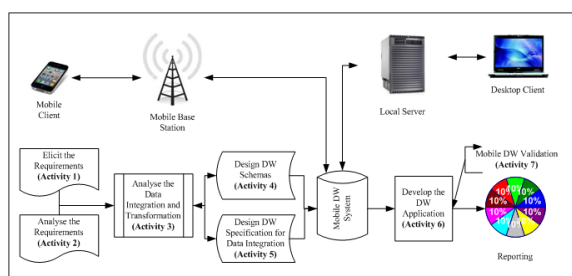 Mobile
Client
Mobile Base
Station
Local Server
Desktop Client
Elicit the
Requirements
(Activity 1)
Analyse the
Requirements
(Activity 2)
Analyse the
Data
Integration and
Transformation
(Activity 3)
Design DW
Schemas
(Activity 4)
Design DW
Specification for
Data Integration
(Activity 5)
Mobile DW
System
Develop the
DW
Application
(Activity 6)
Mobile DW Validation
(Activity 7)
10%
10%
10%
10%
10%
10%
10%
10%
10%
10%
Reporting